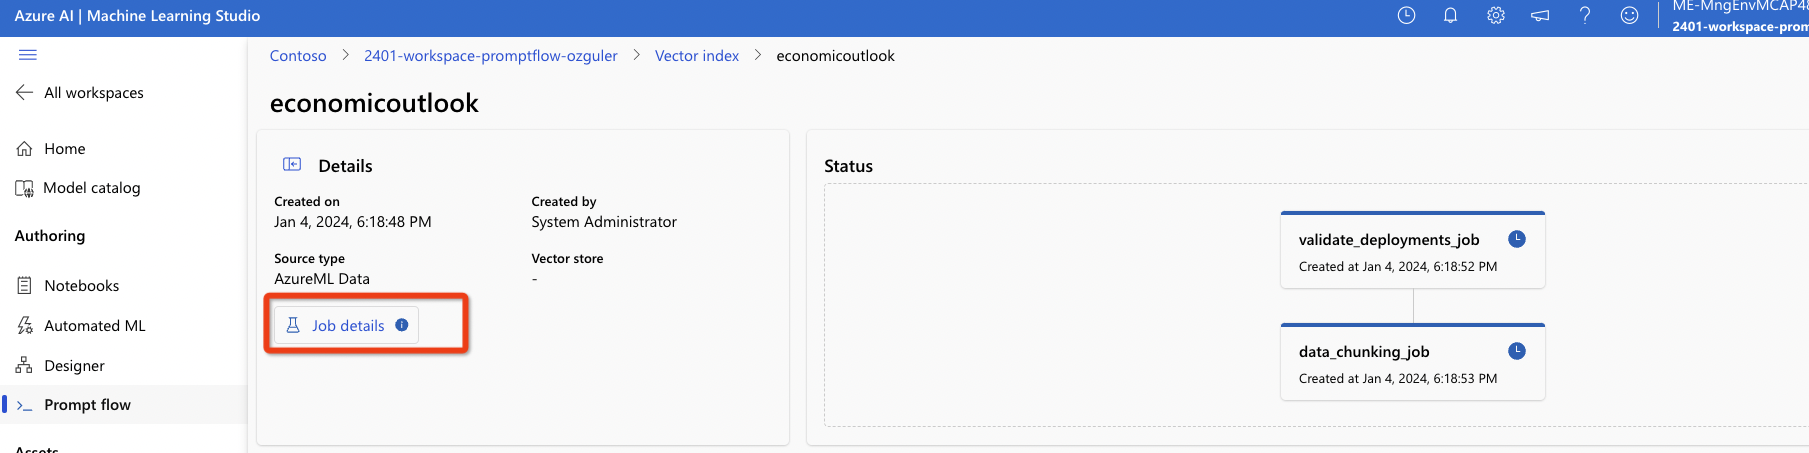 Azure AI | Machine Learning Studio
2401-workspace-prom
All workspaces
Home
Model catalog
Authoring
Notebooks
Automated ML
Designer
Prompt flow
Contoso > 2401-workspace-promptflow-ozguler > Vector index > economicoutlook
economicoutlook
Details
Created on
Jan 4, 2024, 6:18:48 PM
Created by
System Administrator
Source type
AzureML Data
Vector store
-
Job details
Status
validate_deployments_job
Created at Jan 4, 2024, 6:18:52 PM
data_chunking_job
Created at Jan 4, 2024, 6:18:53 PM